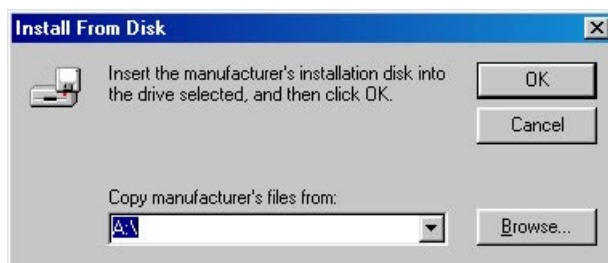 Install From Disk
Insert the manufacturer's installation disk into
the drive selected, and then click OK.
OK
Cancel
Copy manufacturer's files from:
A:\
Browse...